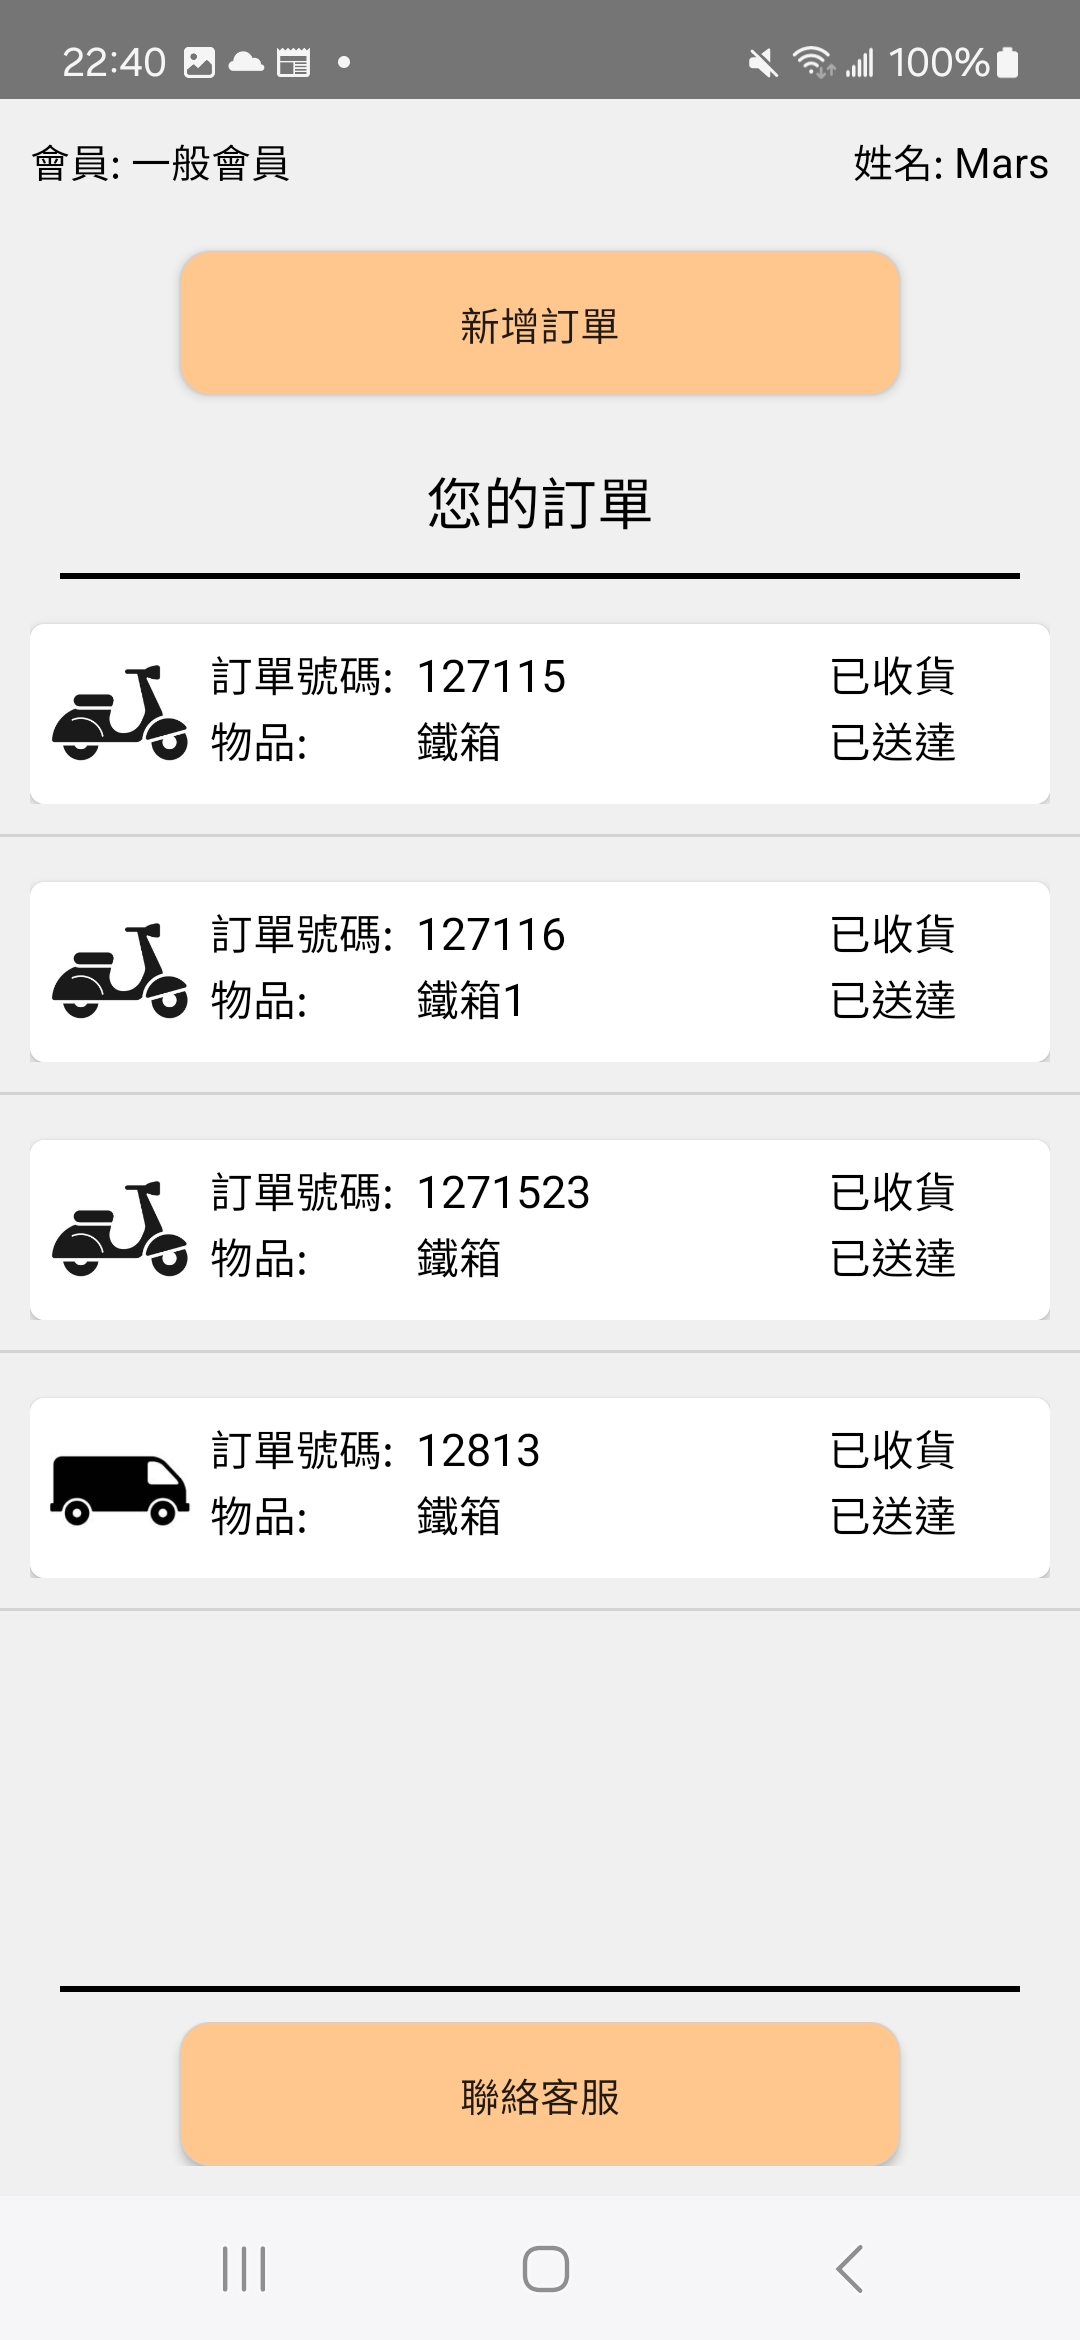 22:40 100%
會員: 一般會員 姓名: Mars
新增訂單
您的訂單
訂單號碼: 127115 已收貨
物品: 鐵箱 已送達
訂單號碼: 127116 已收貨
物品: 鐵箱1 已送達
訂單號碼: 1271523 已收貨
物品: 鐵箱 已送達
訂單號碼: 12813 已收貨
物品: 鐵箱 已送達
聯絡客服